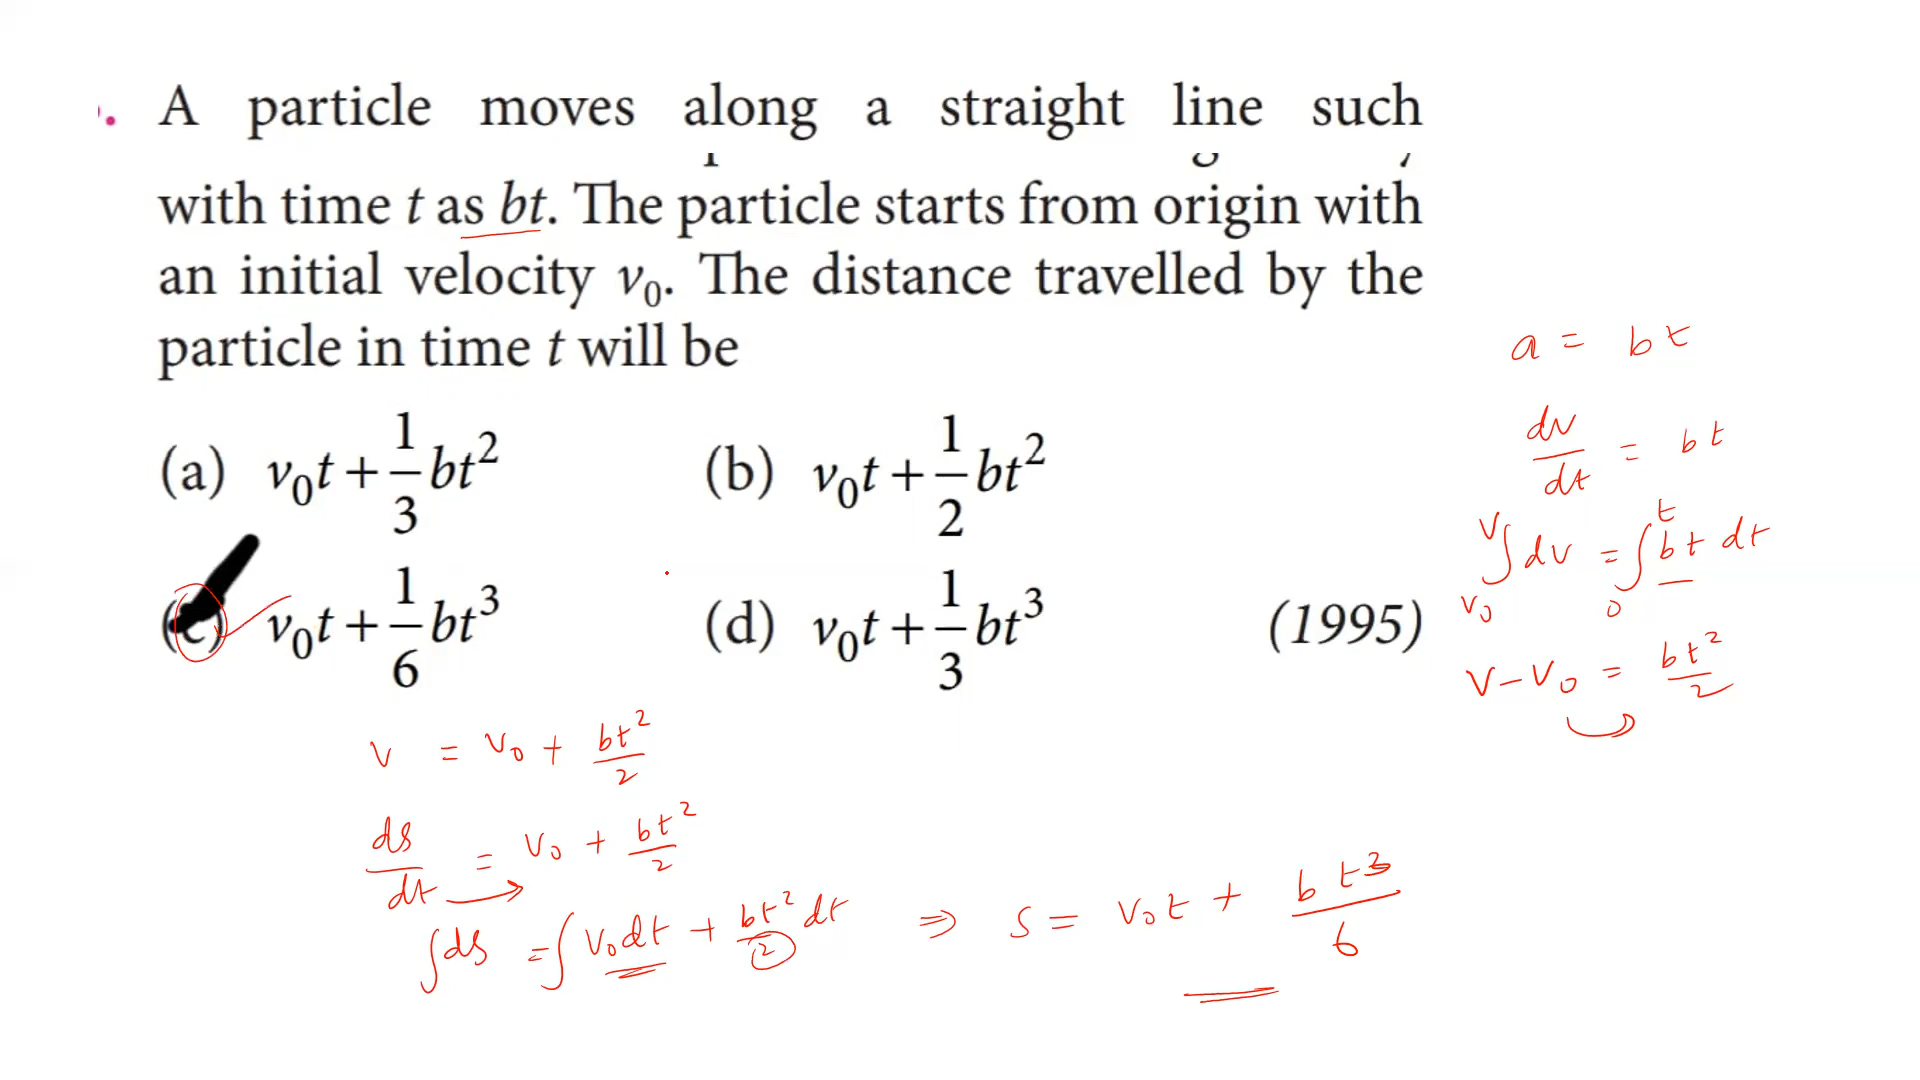 . A particle moves along a straight line such
with time t as bt. The particle starts from origin with
an initial velocity v₀. The distance travelled by the
particle in time t will be
(a) v₀t + 1/3 bt² (b) v₀t + 1/2 bt²
(c) v₀t + 1/6 bt³ (d) v₀t + 1/3 bt³ (1995)
a = bt
dv/dt = bt
∫ᵥ₀ᵛ dv = ∫₀ᵗ bt dt
v − v₀ = bt²/2
v = v₀ + bt²/2
ds/dt = v₀ + bt²/2
∫ds = ∫v₀dt + bt²/2 dt ⇒ s = v₀t + bt³/6